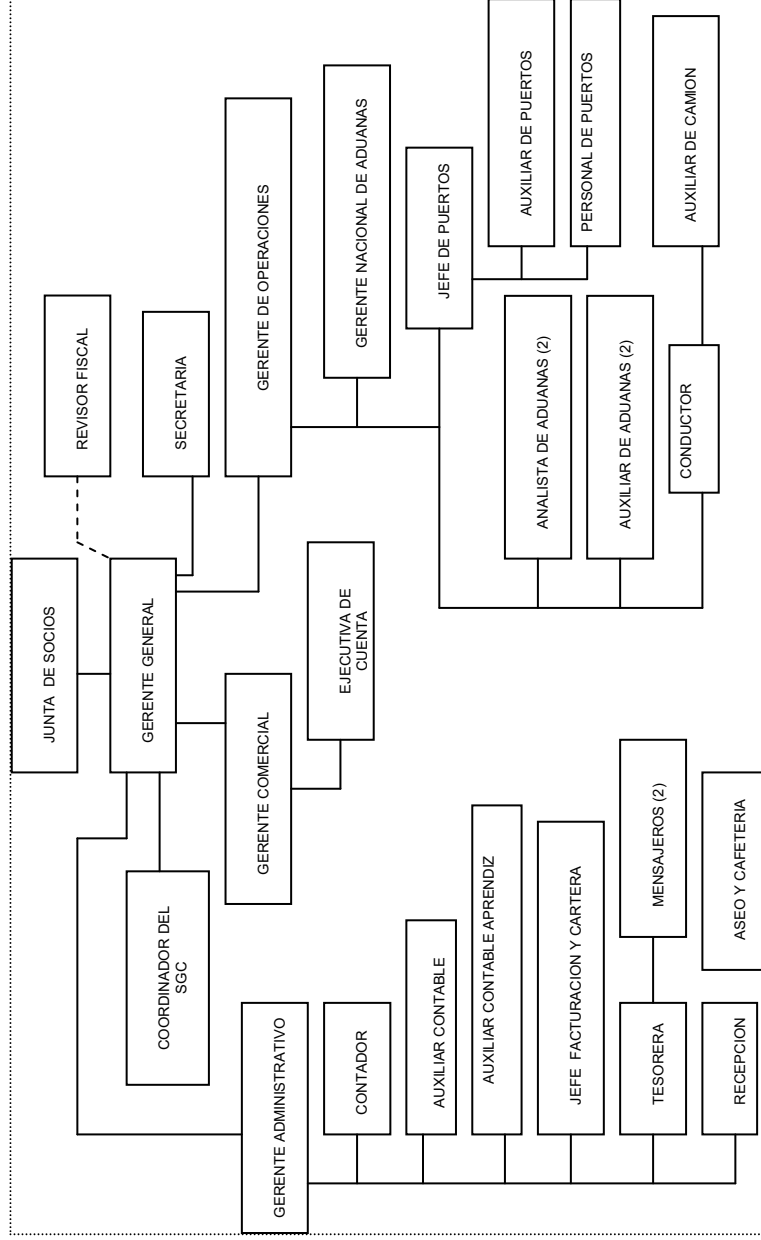 JUNTA DE SOCIOS
REVISOR FISCAL
GERENTE GENERAL
COORDINADOR DEL
SGC
SECRETARIA
GERENTE ADMINISTRATIVO
GERENTE COMERCIAL
GERENTE DE OPERACIONES
CONTADOR
EJECUTIVA DE
CUENTA
GERENTE NACIONAL DE ADUANAS
AUXILIAR CONTABLE
JEFE DE PUERTOS
AUXILIAR CONTABLE APRENDIZ
ANALISTA DE ADUANAS (2)
AUXILIAR DE PUERTOS
JEFE FACTURACION Y CARTERA
AUXILIAR DE ADUANAS (2)
PERSONAL DE PUERTOS
TESORERA
MENSAJEROS (2)
CONDUCTOR
AUXILIAR DE CAMION
RECEPCION
ASEO Y CAFETERIA